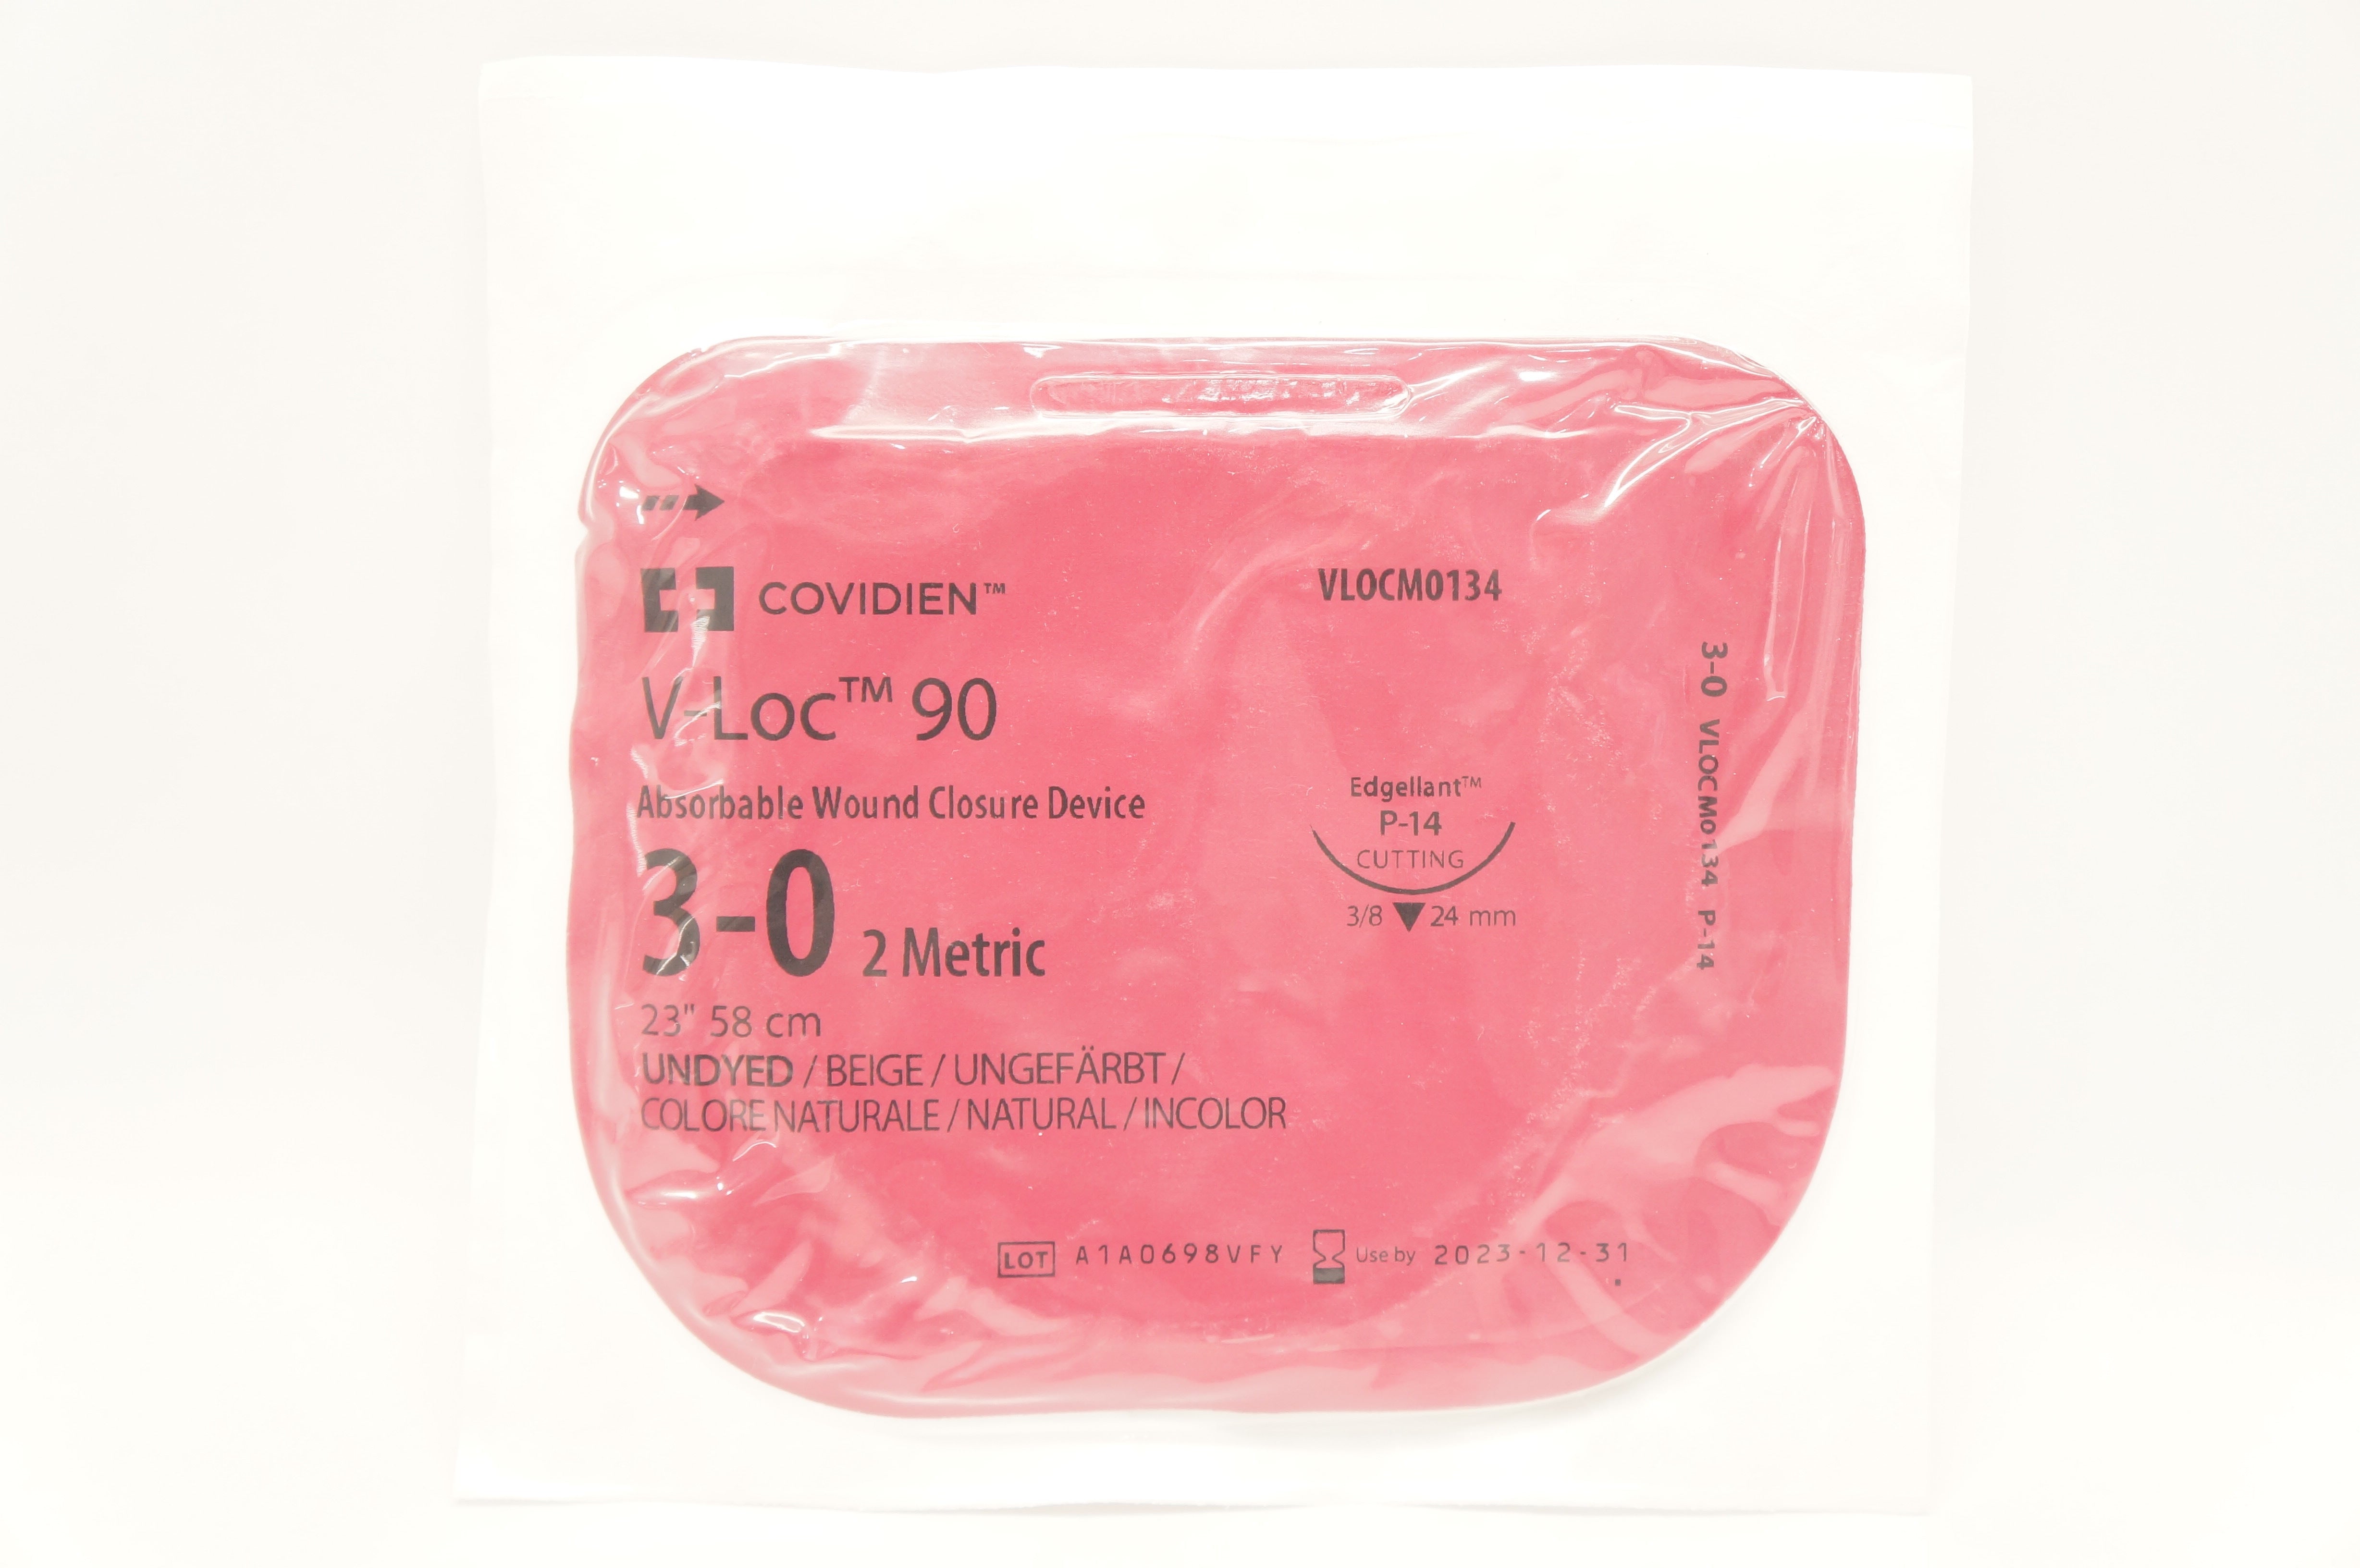 COVIDIEN™
VLOCM0134
V-Loc™ 90
Absorbable Wound Closure Device
3-0 2 Metric
23" 58 cm
UNDYED / BEIGE / UNGEFÄRBT /
COLORE NATURALE / NATURAL / INCOLOR
Edgellant™
P-14
CUTTING
3/8 24 mm
3-0 VLOCM0134 P-14
LOT A1A0698VFY Use by 2023-12-31